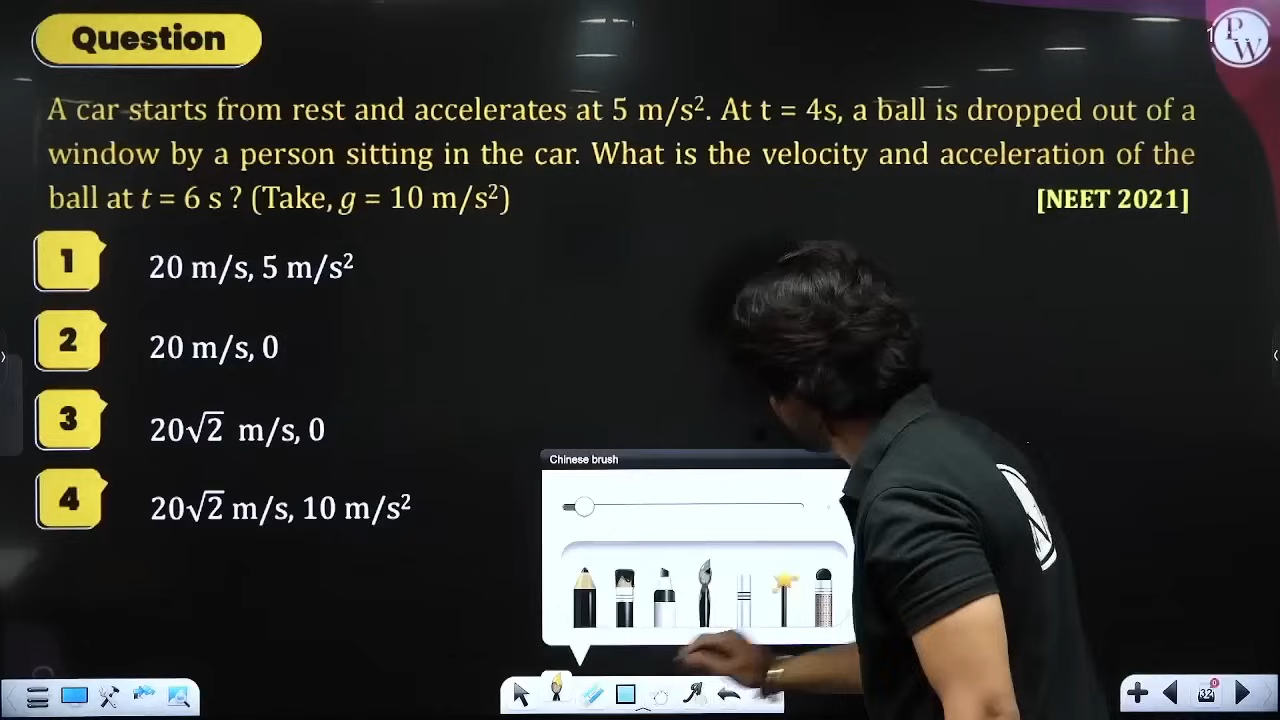 Question
A car starts from rest and accelerates at 5 m/s². At t = 4s, a ball is dropped out of a
window by a person sitting in the car. What is the velocity and acceleration of the
ball at t = 6 s ? (Take, g = 10 m/s²)
[NEET 2021]
1
20 m/s, 5 m/s²
2
20 m/s, 0
3
20√2 m/s, 0
4
20√2 m/s, 10 m/s²
Chinese brush
PW
32
0